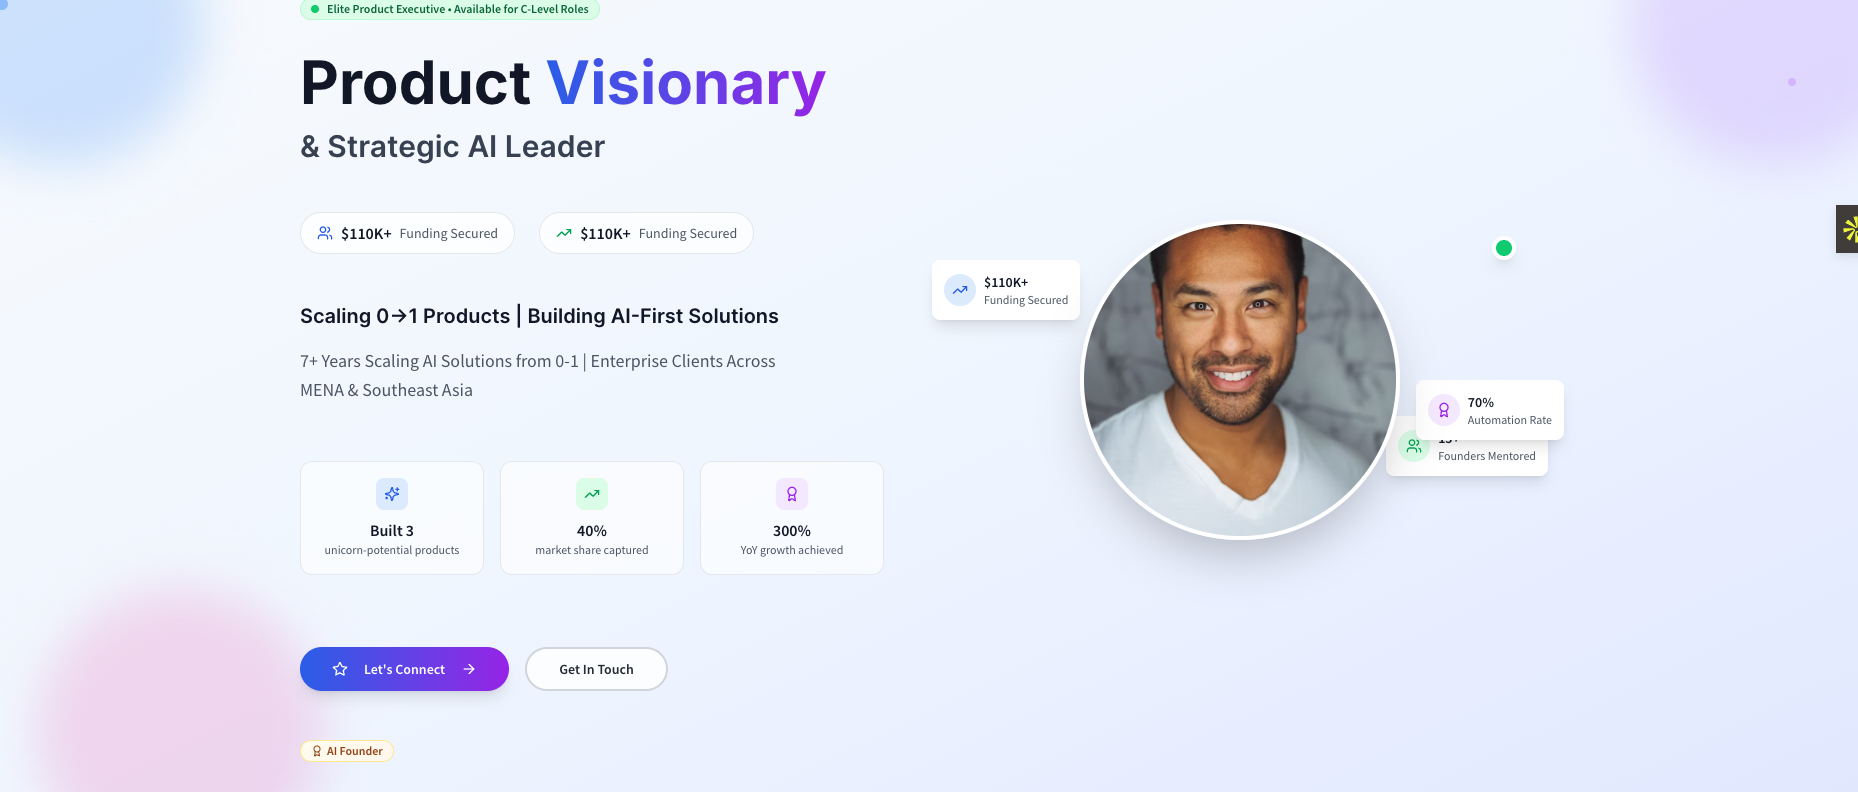 Elite Product Executive • Available for C-Level Roles
Product Visionary
& Strategic AI Leader
$110K+ Funding Secured
$110K+ Funding Secured
Scaling 0→1 Products | Building AI-First Solutions
7+ Years Scaling AI Solutions from 0-1 | Enterprise Clients Across
MENA & Southeast Asia
Built 3
unicorn-potential products
40%
market share captured
300%
YoY growth achieved
Let's Connect →
Get In Touch
AI Founder
$110K+
Funding Secured
70%
Automation Rate
Founders Mentored